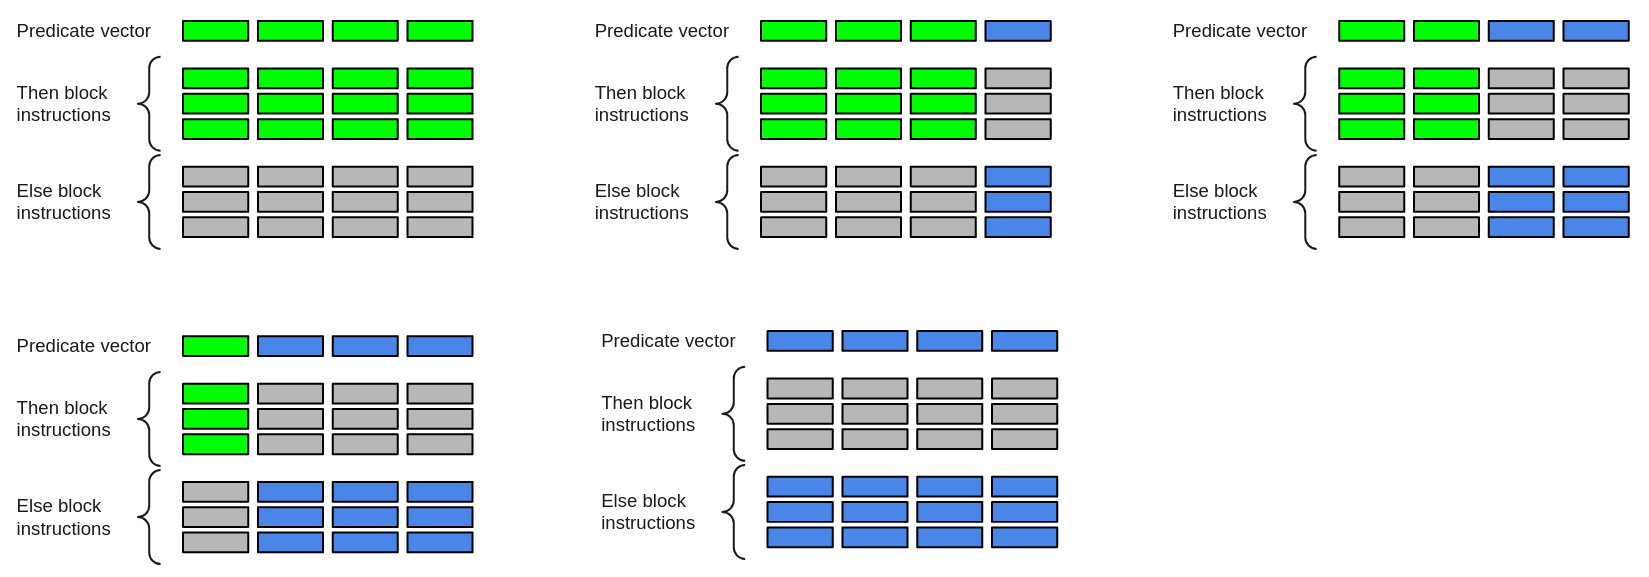 Predicate vector
Then block
instructions
Else block
instructions
Predicate vector
Then block
instructions
Else block
instructions
Predicate vector
Then block
instructions
Else block
instructions
Predicate vector
Then block
instructions
Else block
instructions
Predicate vector
Then block
instructions
Else block
instructions